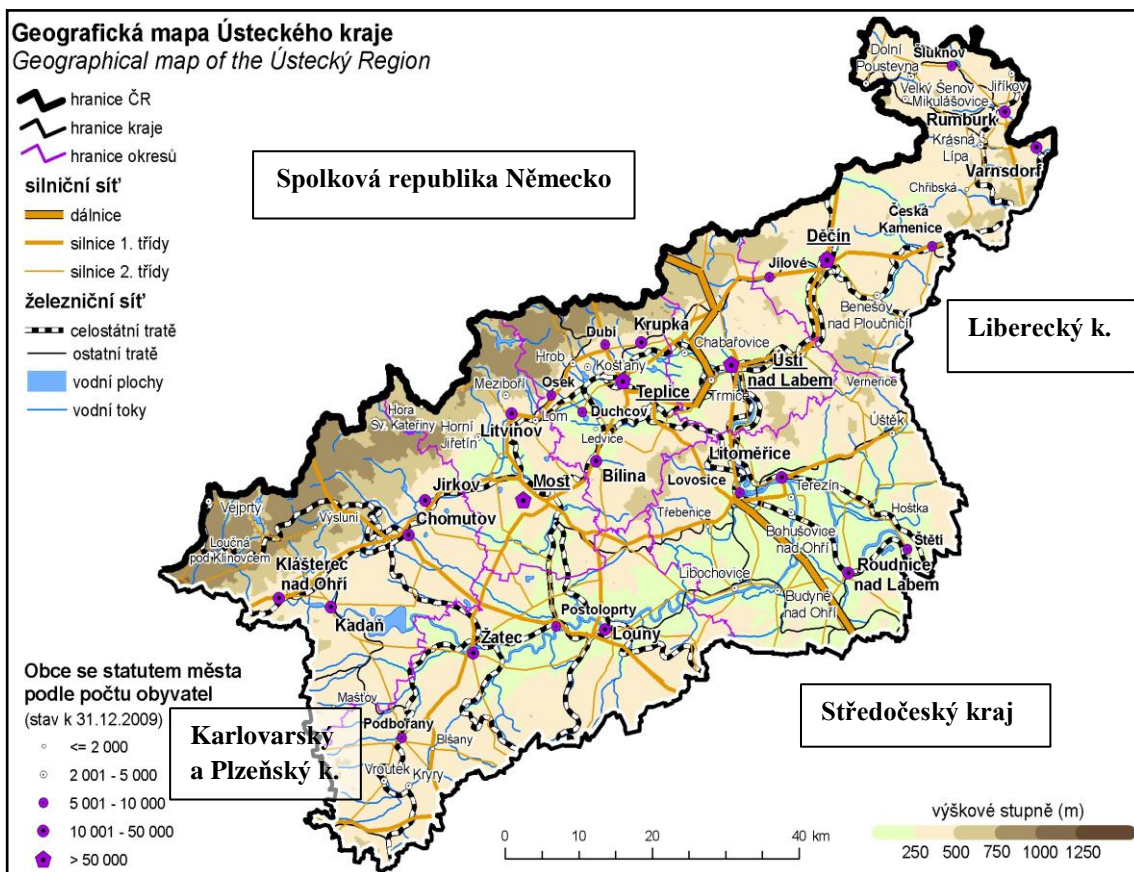 Geografická mapa Ústeckého kraje
Geographical map of the Ústecký Region
hranice ČR
hranice kraje
hranice okresů
silniční síť
dálnice
silnice 1. třídy
silnice 2. třídy
železniční síť
celostátní tratě
ostatní tratě
vodní plochy
vodní toky
Spolková republika Německo
Liberecký k.
Středočeský kraj
Karlovarský
a Plzeňský k.
Dolní
Poustevna
Šluknov
Velký Šenov
Jiříkov
Mikulášovice
Rumburk
Krásná
Lípa
Varnsdorf
Chřibská
Česká
Kamenice
Děčín
Jílové
Benešov
nad Ploučnicí
Krupka
Dubí
Chabařovice
Hrob
Košťany
Ústí
nad Labem
Teplice
Trmice
Verneřice
Meziboří
Osek
Duchcov
Lom
Hora
Sv. Kateřiny
Horní
Jiřetín
Litvínov
Ledvice
Úštěk
Litoměřice
Bílina
Lovosice
Terezín
Most
Jirkov
Vejprty
Výsluní
Chomutov
Třebenice
Hoštka
Bohušovice
nad Ohří
Štětí
Loučná
pod Klínovcem
Klášterec
nad Ohří
Roudnice
nad Labem
Libochovice
Budyně
nad Ohří
Kadaň
Postoloprty
Louny
Žatec
Mašťov
Podbořany
Blšany
Vroutek
Kryry
Obce se statutem města
podle počtu obyvatel
(stav k 31.12.2009)
<= 2 000
2 001 - 5 000
5 001 - 10 000
10 001 - 50 000
> 50 000
0 10 20 40 km
výškové stupně (m)
250 500 750 1000 1250